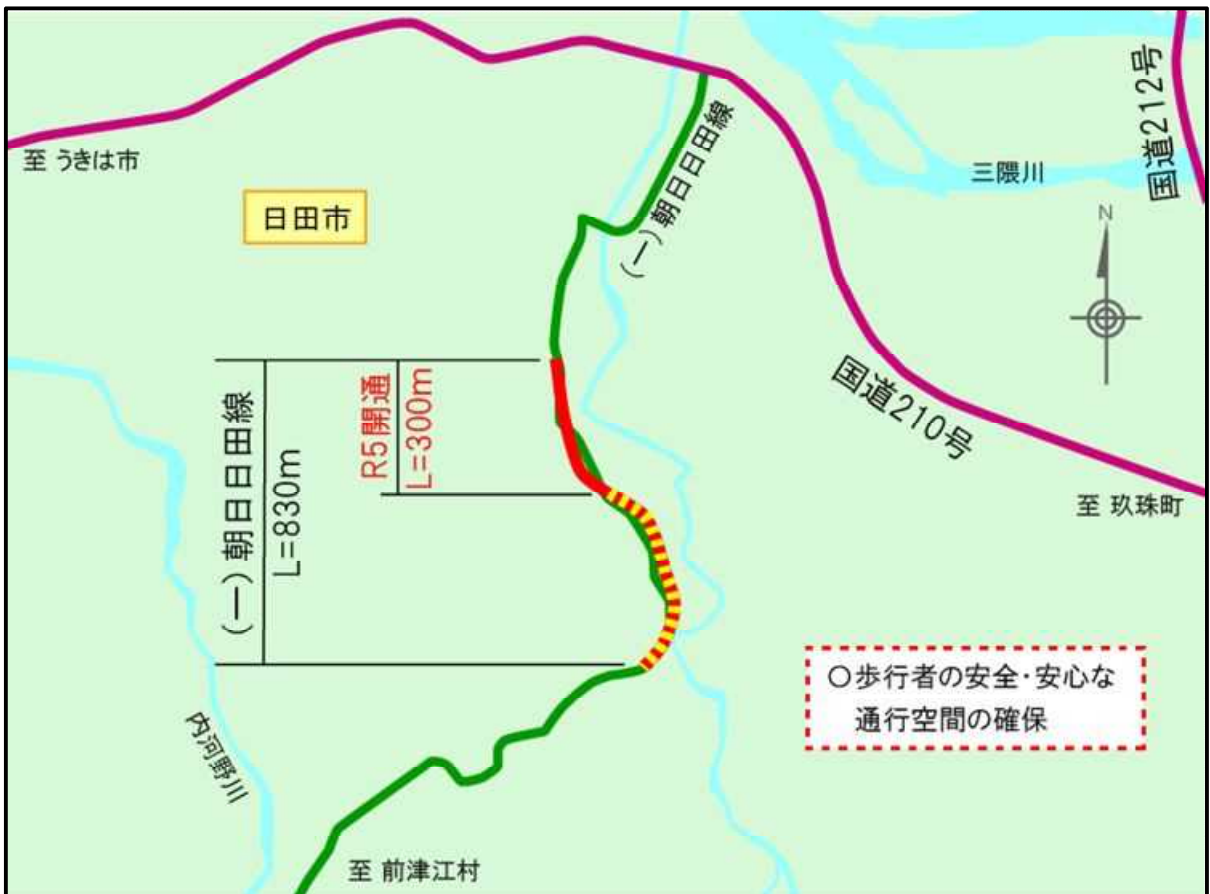 国道212号
至 うきは市
(一)朝日日田線
三隈川
日田市
N
R5開通
L=300m
(一)朝日日田線
L=830m
国道210号
至 玖珠町
○歩行者の安全・安心な
通行空間の確保
内河野川
至 前津江村